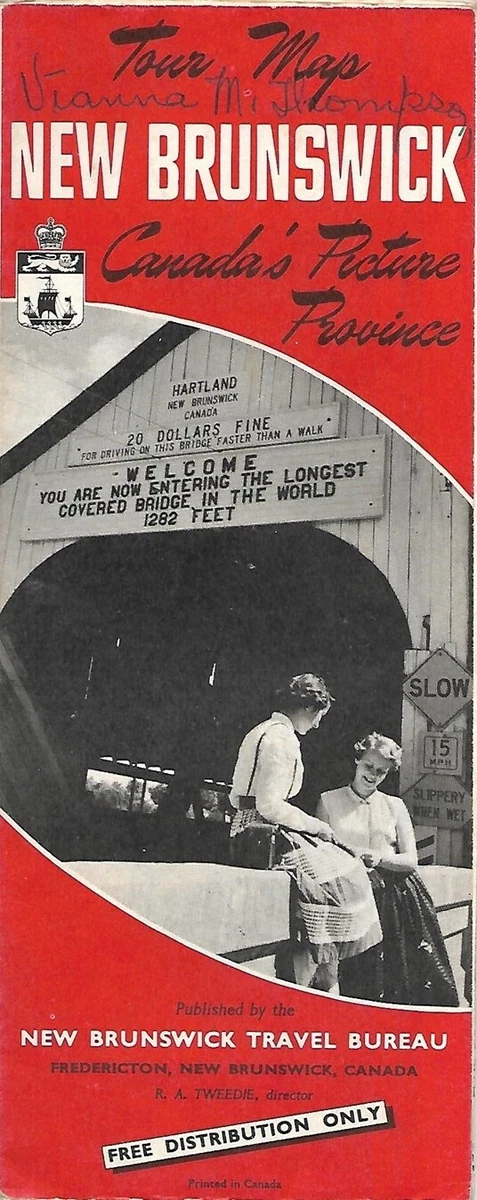 Tour Map
Vianna M. Thompson
NEW BRUNSWICK
Canada's Picture
Province
HARTLAND
NEW BRUNSWICK
CANADA
20 DOLLARS FINE
FOR DRIVING ON THIS BRIDGE FASTER THAN A WALK
-WELCOME
YOU ARE NOW ENTERING THE LONGEST
COVERED BRIDGE IN THE WORLD
1282 FEET
SLOW
15
M.P.H.
SLIPPERY
WHEN WET
Published by the
NEW BRUNSWICK TRAVEL BUREAU
FREDERICTON, NEW BRUNSWICK, CANADA
R. A. TWEEDIE, director
FREE DISTRIBUTION ONLY
Printed in Canada